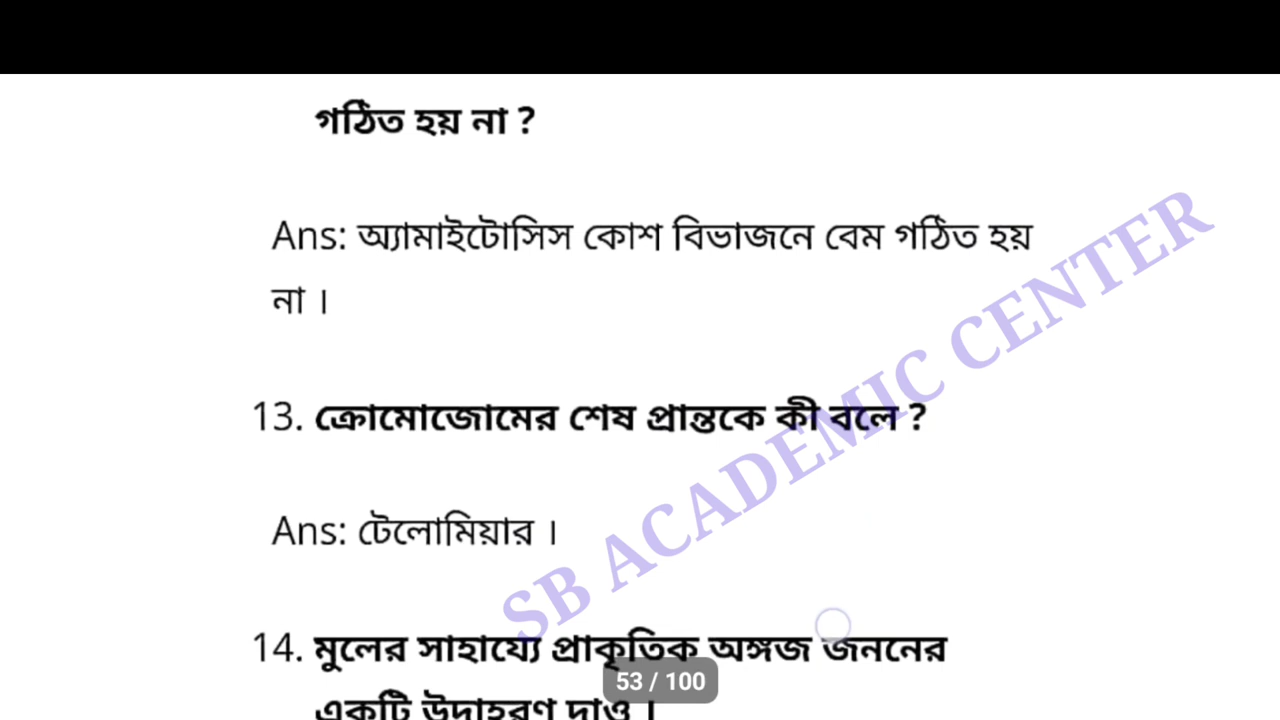 গঠিত হয় না ?
Ans: অ্যামাইটোসিস কোশ বিভাজনে বেম গঠিত হয়
না ।
13. ক্রোমোজোমের শেষ প্রান্তকে কী বলে ?
Ans: টেলোমিয়ার ।
14. মুলের সাহায্যে প্রাকৃতিক অঙ্গজ জননের
একটি উদাহরণ দাও ।
53 / 100
SB ACADEMIC CENTER